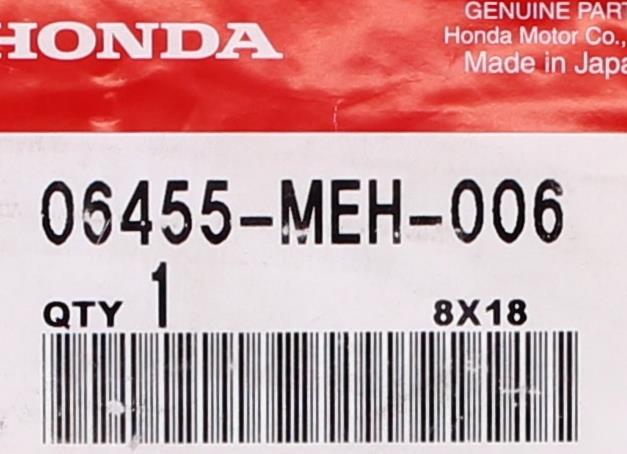 HONDA
GENUINE PART
Honda Motor Co.,
Made in Japa
06455-MEH-006
QTY 1 8X18